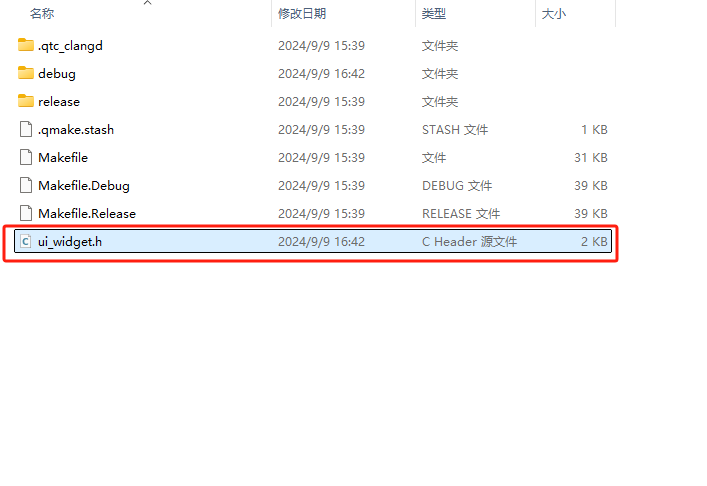 名称 修改日期 类型 大小
.qtc_clangd 2024/9/9 15:39 文件夹
debug 2024/9/9 16:42 文件夹
release 2024/9/9 15:39 文件夹
.qmake.stash 2024/9/9 15:39 STASH 文件 1 KB
Makefile 2024/9/9 15:39 文件 31 KB
Makefile.Debug 2024/9/9 15:39 DEBUG 文件 39 KB
Makefile.Release 2024/9/9 15:39 RELEASE 文件 39 KB
ui_widget.h 2024/9/9 16:42 C Header 源文件 2 KB